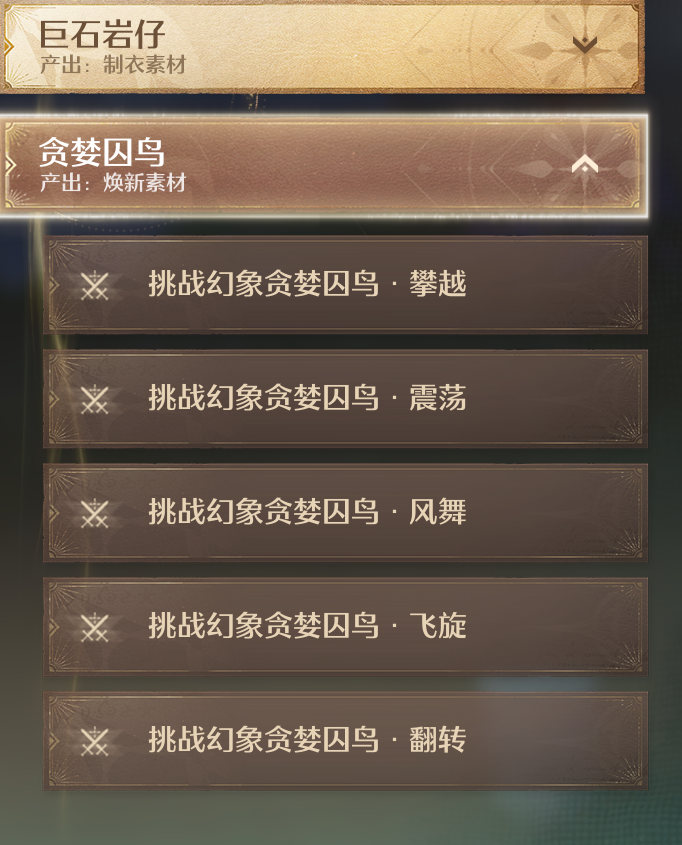 巨石岩仔
产出：制衣素材
贪婪囚鸟
产出：焕新素材
挑战幻象贪婪囚鸟·攀越
挑战幻象贪婪囚鸟·震荡
挑战幻象贪婪囚鸟·风舞
挑战幻象贪婪囚鸟·飞旋
挑战幻象贪婪囚鸟·翻转